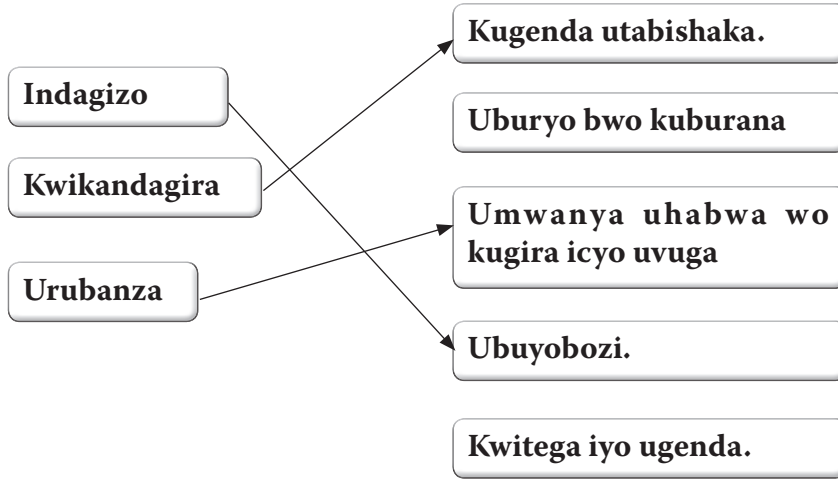 Indagizo
Kwikandagira
Urubanza
Kugenda utabishaka.
Uburyo bwo kuburana
Umwanya uhabwa wo
kugira icyo uvuga
Ubuyobozi.
Kwitega iyo ugenda.